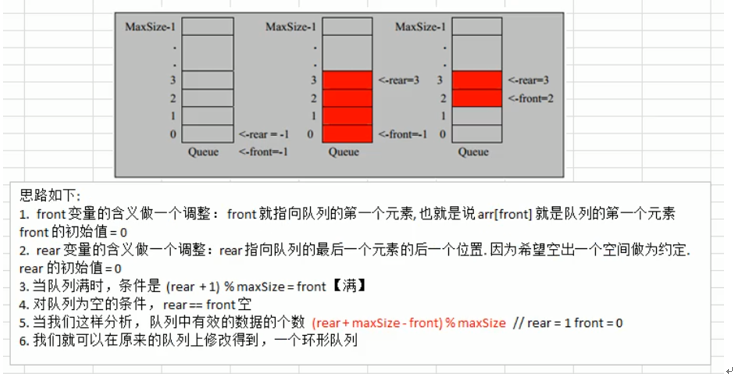 MaxSize-1 MaxSize-1 MaxSize-1
. . .
. . .
3 3 <-rear=3 3 <-rear=3
2 2 2 <-front=2
1 1 1
0 <-rear = -1 0 <-front=-1 0
Queue <-front=-1 Queue Queue
思路如下:
1. front 变量的含义做一个调整： front 就指向队列的第一个元素, 也就是说 arr[front] 就是队列的第一个元素
front 的初始值 = 0
2. rear 变量的含义做一个调整：rear 指向队列的最后一个元素的后一个位置. 因为希望空出一个空间做为约定.
rear 的初始值 = 0
3. 当队列满时，条件是 (rear + 1) % maxSize = front 【满】
4. 对队列为空的条件， rear == front 空
5. 当我们这样分析， 队列中有效的数据的个数 (rear + maxSize - front) % maxSize // rear = 1 front = 0
6. 我们就可以在原来的队列上修改得到，一个环形队列